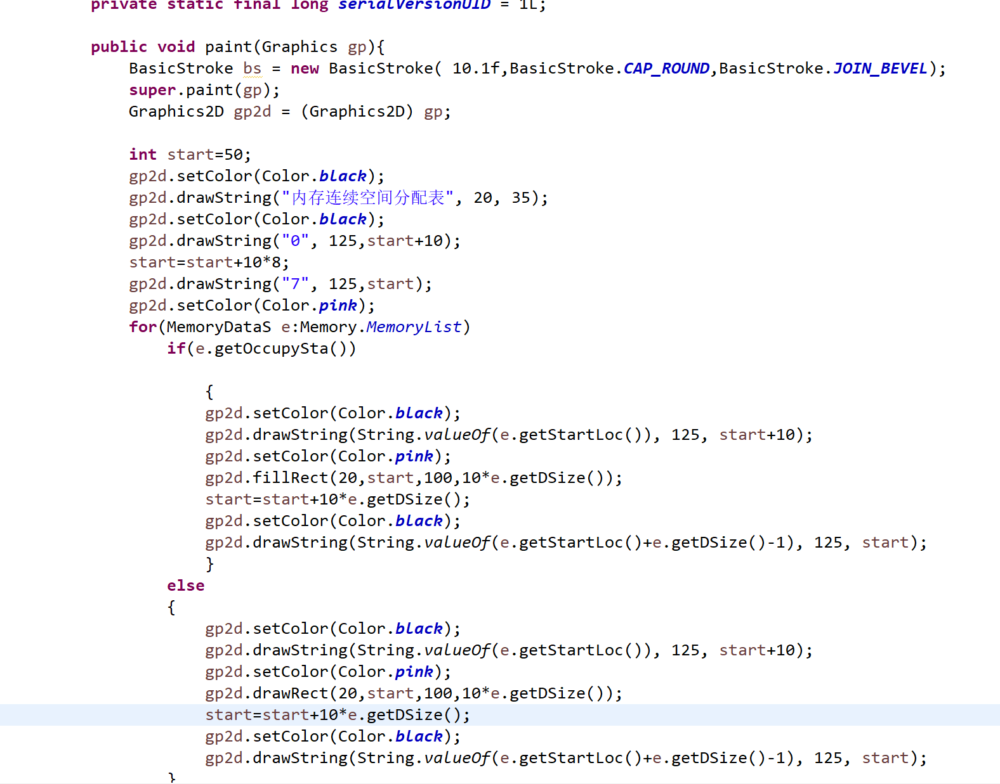 private static final long serialVersionUID = 1L;
public void paint(Graphics gp){
BasicStroke bs = new BasicStroke( 10.1f,BasicStroke.CAP_ROUND,BasicStroke.JOIN_BEVEL);
super.paint(gp);
Graphics2D gp2d = (Graphics2D) gp;
int start=50;
gp2d.setColor(Color.black);
gp2d.drawString("内存连续空间分配表", 20, 35);
gp2d.setColor(Color.black);
gp2d.drawString("0", 125,start+10);
start=start+10*8;
gp2d.drawString("7", 125,start);
gp2d.setColor(Color.pink);
for(MemoryDataS e:Memory.MemoryList)
if(e.getOccupySta())
{
gp2d.setColor(Color.black);
gp2d.drawString(String.valueOf(e.getStartLoc()), 125, start+10);
gp2d.setColor(Color.pink);
gp2d.fillRect(20,start,100,10*e.getDSize());
start=start+10*e.getDSize();
gp2d.setColor(Color.black);
gp2d.drawString(String.valueOf(e.getStartLoc()+e.getDSize()-1), 125, start);
}
else
{
gp2d.setColor(Color.black);
gp2d.drawString(String.valueOf(e.getStartLoc()), 125, start+10);
gp2d.setColor(Color.pink);
gp2d.drawRect(20,start,100,10*e.getDSize());
start=start+10*e.getDSize();
gp2d.setColor(Color.black);
gp2d.drawString(String.valueOf(e.getStartLoc()+e.getDSize()-1), 125, start);
}